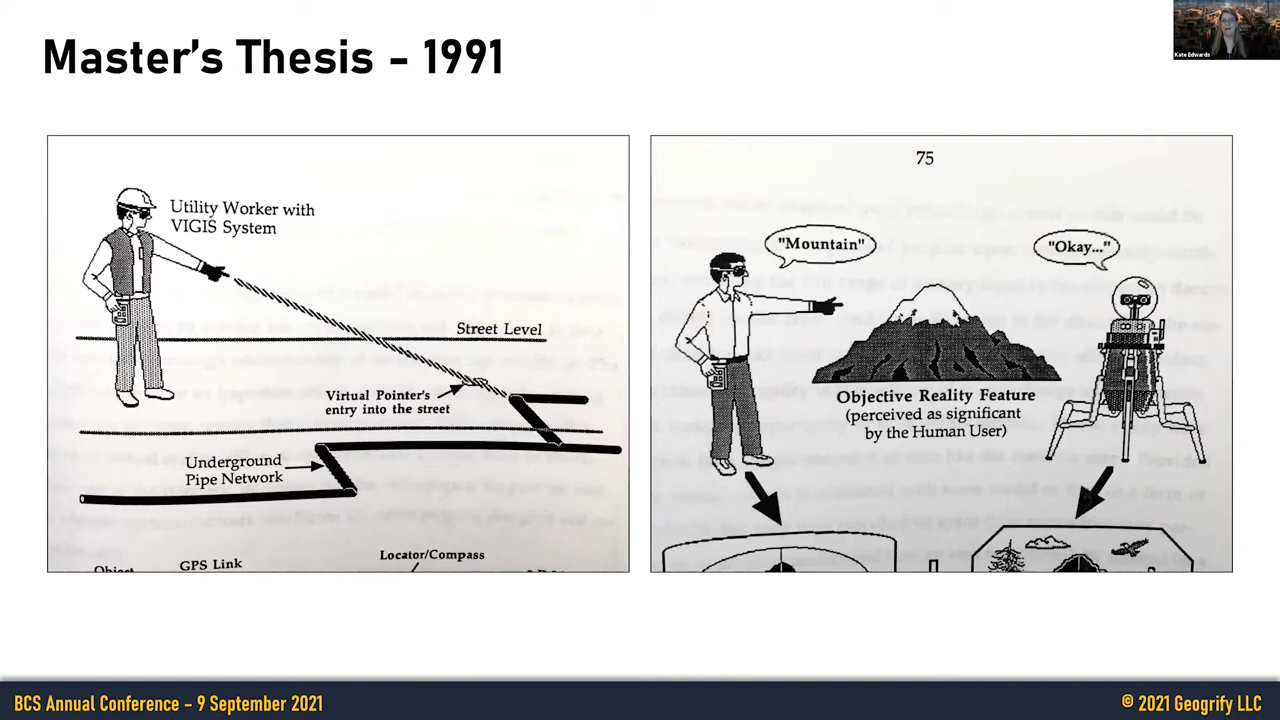 Master's Thesis - 1991
Kate Edwards
Utility Worker with
VIGIS System
Street Level
Virtual Pointer's
entry into the street
Underground
Pipe Network
GPS Link
Locator/Compass
75
"Mountain"
"Okay..."
Objective Reality Feature
(perceived as significant
by the Human User)
BCS Annual Conference – 9 September 2021
© 2021 Geogrify LLC